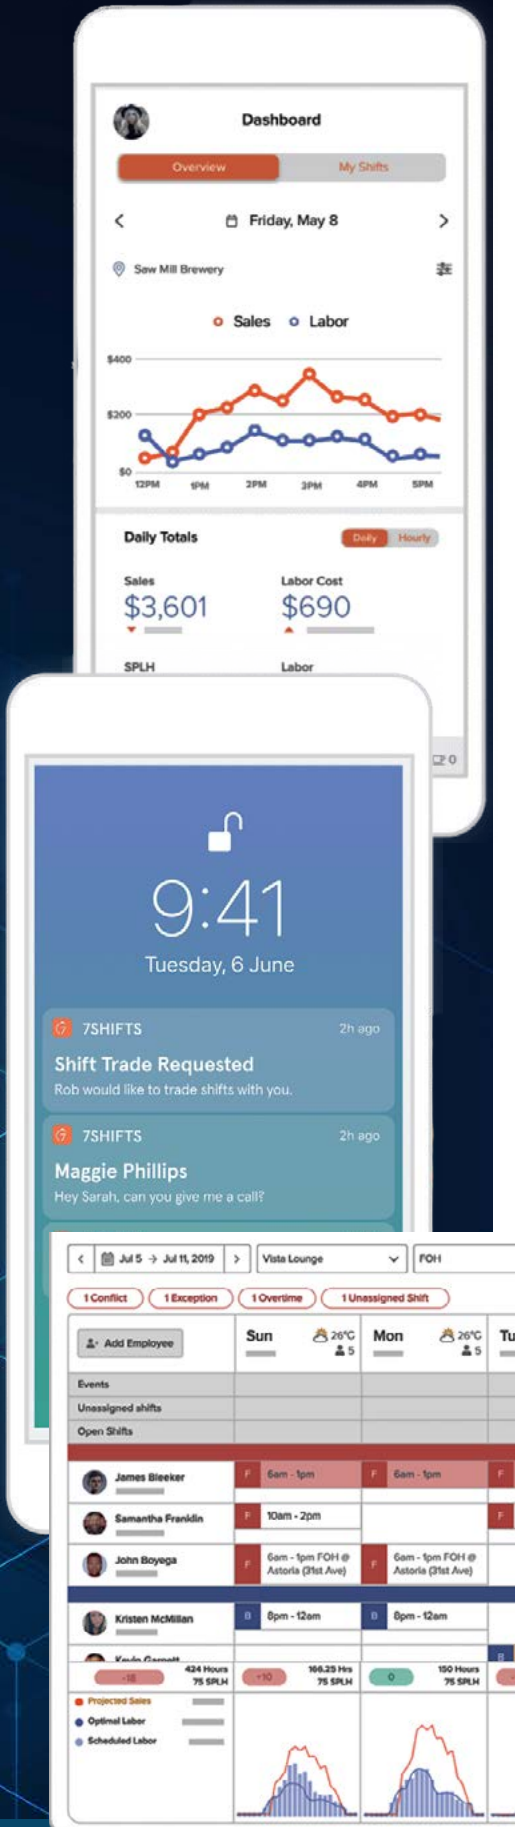 Dashboard
Overview My Shifts
Friday, May 8
Saw Mill Brewery
Sales Labor
$400
$200
$0
12PM 1PM 2PM 3PM 4PM 5PM
Daily Totals Daily Hourly
Sales Labor Cost
$3,601 $690
SPLH Labor
0
9:41
Tuesday, 6 June
7SHIFTS 2h ago
Shift Trade Requested
Rob would like to trade shifts with you.
7SHIFTS 2h ago
Maggie Phillips
Hey Sarah, can you give me a call?
Jul 5 → Jul 11, 2019 Vista Lounge FOH
1 Conflict 1 Exception 1 Overtime 1 Unassigned Shift
Add Employee Sun 26°C Mon 26°C Tu
5 5
Events
Unassigned shifts
Open Shifts
James Bleeker F 6am - 1pm F 6am - 1pm F
Samantha Franklin F 10am - 2pm F
John Boyega F 6am - 1pm FOH @ F 6am - 1pm FOH @
Astoria (31st Ave) Astoria (31st Ave)
Kristen McMillan B 8pm - 12am B 8pm - 12am
Kevin Garnett B
-18 424 Hours +10 166.25 Hrs 0 150 Hours
75 SPLH 75 SPLH 75 SPLH
Projected Sales
Optimal Labor
Scheduled Labor